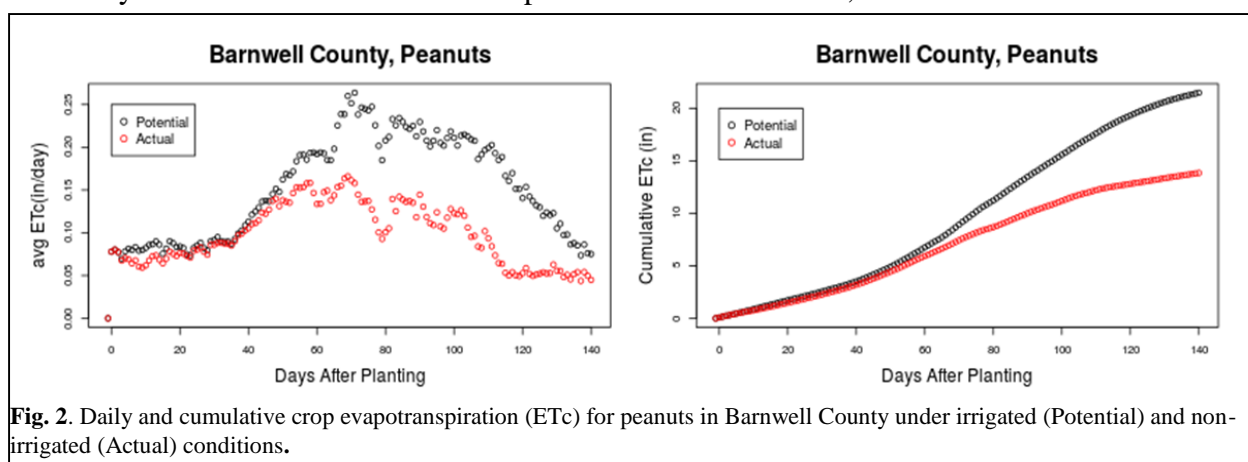 Barnwell County, Peanuts
avg ETc(in/day)
0.25
0.20
0.15
0.10
0.05
0.00
Potential
Actual
0 20 40 60 80 100 120 140
Days After Planting
Barnwell County, Peanuts
Cumulative ETc (in)
20
15
10
5
0
Potential
Actual
0 20 40 60 80 100 120 140
Days After Planting
Fig. 2. Daily and cumulative crop evapotranspiration (ETc) for peanuts in Barnwell County under irrigated (Potential) and non-
irrigated (Actual) conditions.